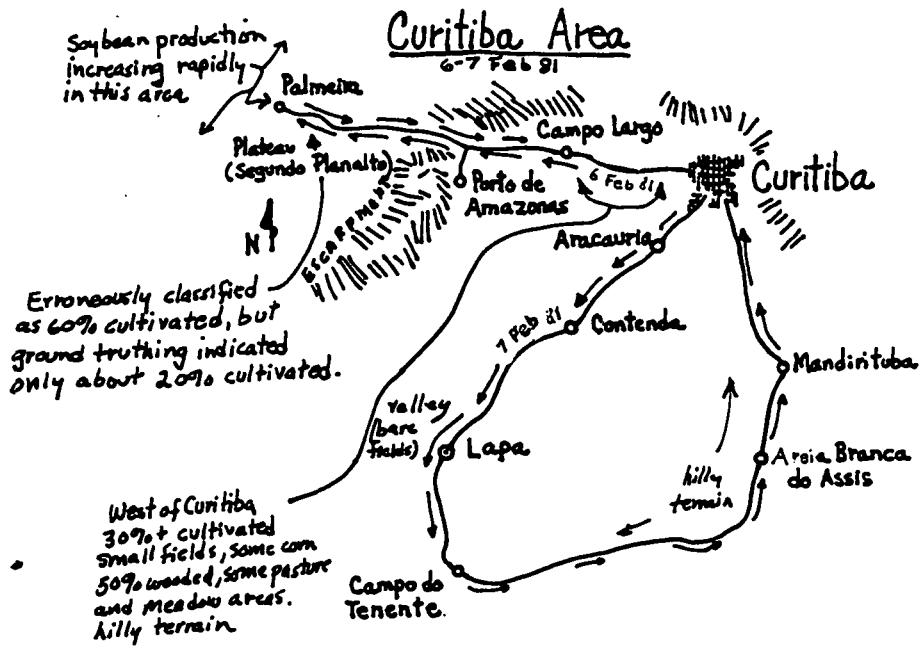 Curitiba Area
6-7 Feb 81
Soybean production
increasing rapidly
in this area
Palmeira
Campo Largo
Plateau
(Segundo Planalto)
6 Feb 81
Curitiba
Porto de
Amazonas
Escarpment
N
Aracauria
Erroneously classified
as 60% cultivated, but
ground truthing indicated
only about 20% cultivated.
7 Feb 81
Contenda
Mandirituba
valley
(bare
fields)
Lapa
Areia Branca
do Assis
hilly
terrain
West of Curitiba
30%+ cultivated
small fields, some corn
50% wooded, some pasture
and meadow areas.
hilly terrain
Campo do
Tenente.